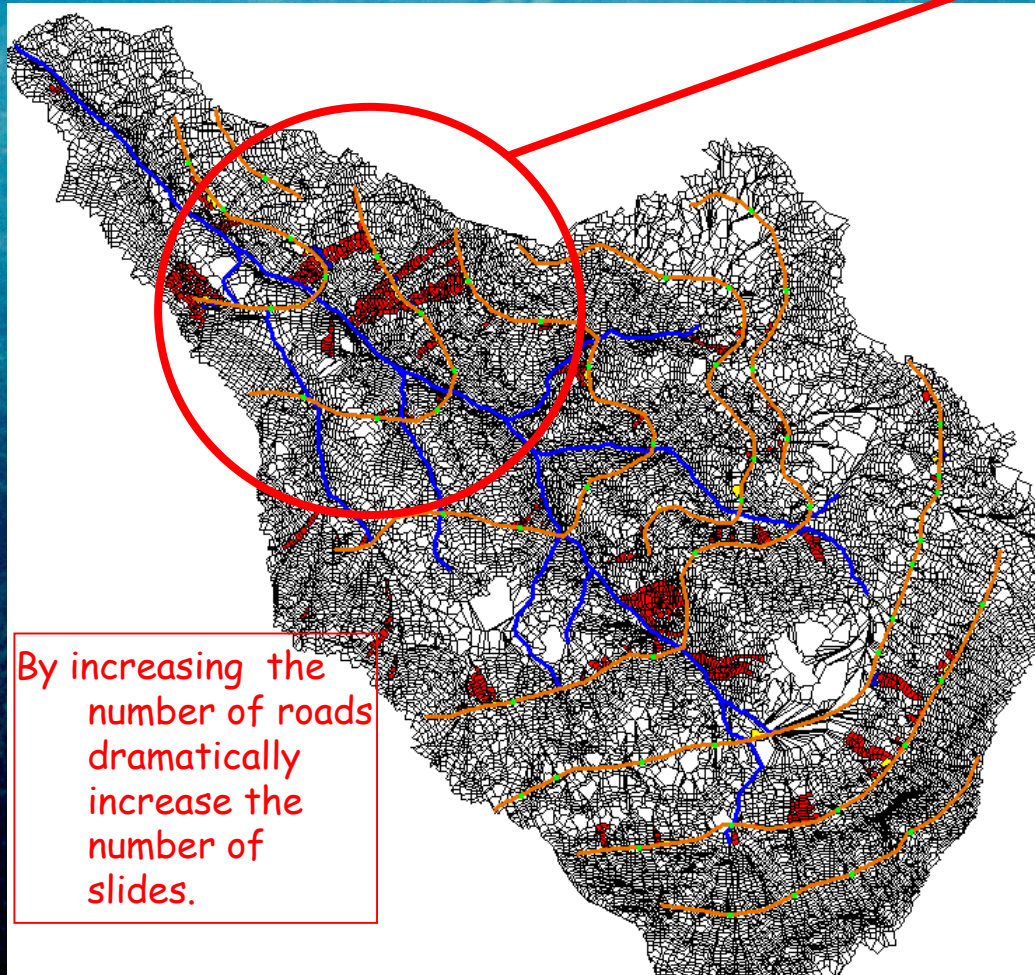 By increasing the
number of roads
dramatically
increase the
number of
slides.